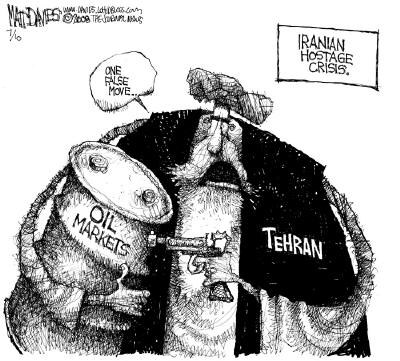 MATT DAVIES
©2008 THE JOURNAL NEWS
7/10
IRANIAN
HOSTAGE
CRISIS.
ONE
FALSE
MOVE...
OIL
MARKETS
TEHRAN